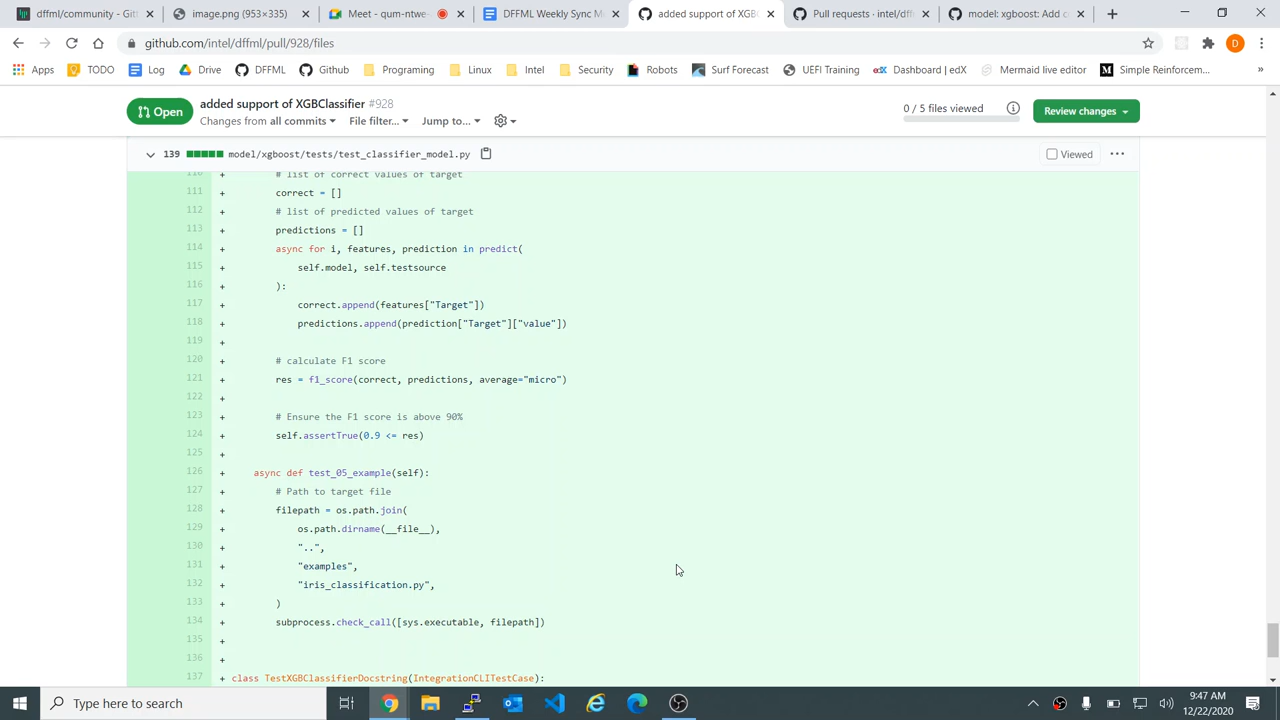 dffml/community - Gitt
image.png (953×335)
Meet - qum-ntwe-
DFFML Weekly Sync M
added support of XGBC
Pull requests · intel/dffm
model: xgboost: Add c
github.com/intel/dffml/pull/928/files
Apps
TODO
Log
Drive
DFFML
Github
Programing
Linux
Intel
Security
Robots
Surf Forecast
UEFI Training
Dashboard | edX
Mermaid live editor
Simple Reinforcem...
»
Open
added support of XGBClassifier #928
Changes from all commits
File filter...
Jump to...
0 / 5 files viewed
Review changes
139 model/xgboost/tests/test_classifier_model.py
Viewed
110 + # list of correct values of target
111 + correct = []
112 + # list of predicted values of target
113 + predictions = []
114 + async for i, features, prediction in predict(
115 + self.model, self.testsource
116 + ):
117 + correct.append(features["Target"])
118 + predictions.append(prediction["Target"]["value"])
119 +
120 + # calculate F1 score
121 + res = f1_score(correct, predictions, average="micro")
122 +
123 + # Ensure the F1 score is above 90%
124 + self.assertTrue(0.9 <= res)
125 +
126 + async def test_05_example(self):
127 + # Path to target file
128 + filepath = os.path.join(
129 + os.path.dirname(__file__),
130 + "..",
131 + "examples",
132 + "iris_classification.py",
133 + )
134 + subprocess.check_call([sys.executable, filepath])
135 +
136 +
137 + class TestXGBClassifierDocstring(IntegrationCLITestCase):
Type here to search
9:47 AM
12/22/2020